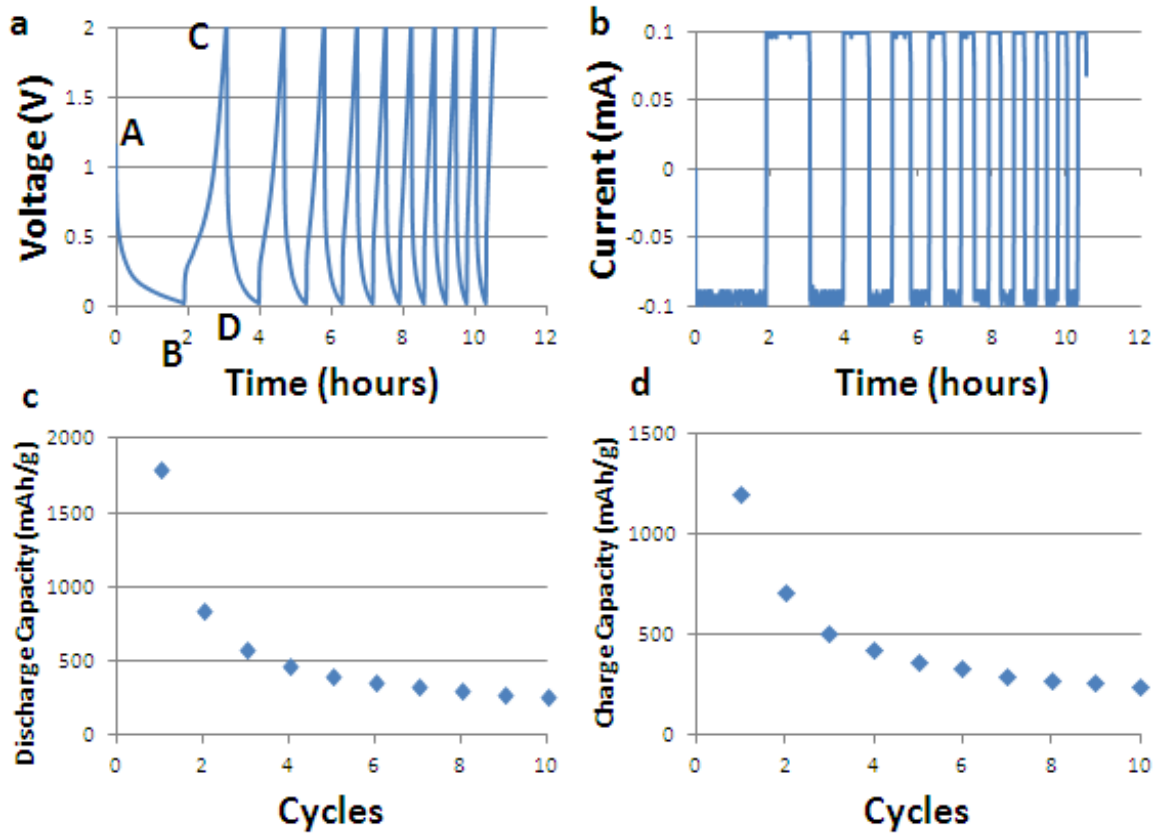 a
Voltage (V)
2
1.5
1
0.5
0
A
B
C
D
0 2 4 6 8 10 12
Time (hours)
b
Current (mA)
0.1
0.05
0
-0.05
-0.1
0 2 4 6 8 10 12
Time (hours)
c
Discharge Capacity (mAh/g)
2000
1500
1000
500
0
0 2 4 6 8 10
Cycles
d
Charge Capacity (mAh/g)
1500
1000
500
0
0 2 4 6 8 10
Cycles